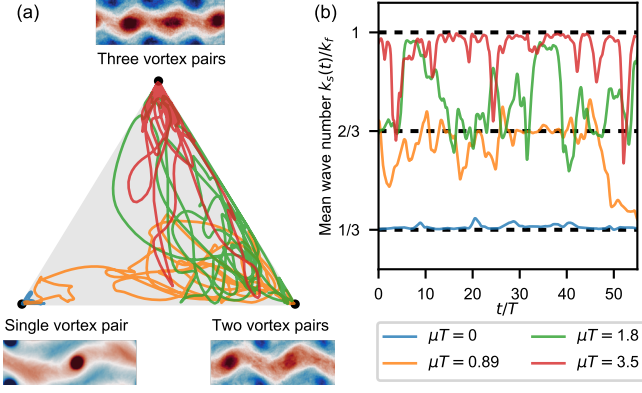 (a)
Three vortex pairs
Single vortex pair
Two vortex pairs
(b)
Mean wave number kₛ(t)/k_f
1
2/3
1/3
0 10 20 30 40 50
t/T
μT = 0
μT = 0.89
μT = 1.8
μT = 3.5